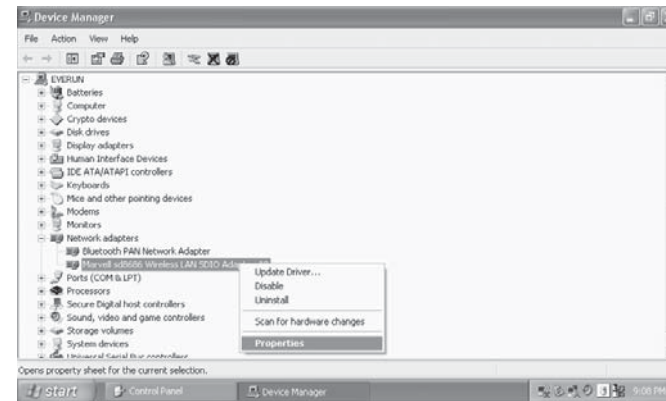 Device Manager
File Action View Help
EVERUN
Batteries
Computer
Crypto devices
Disk drives
Display adapters
Human Interface Devices
IDE ATA/ATAPI controllers
Keyboards
Mice and other pointing devices
Modems
Monitors
Network adapters
Bluetooth PAN Network Adapter
Marvell sd8686 Wireless LAN SDIO
Ports (COM & LPT)
Processors
Secure Digital host controllers
Sound, video and game controllers
Storage volumes
System devices
Universal Serial Bus controllers
Update Driver...
Disable
Uninstall
Scan for hardware changes
Properties
Opens property sheet for the current selection.
start Control Panel Device Manager 9:08 PM